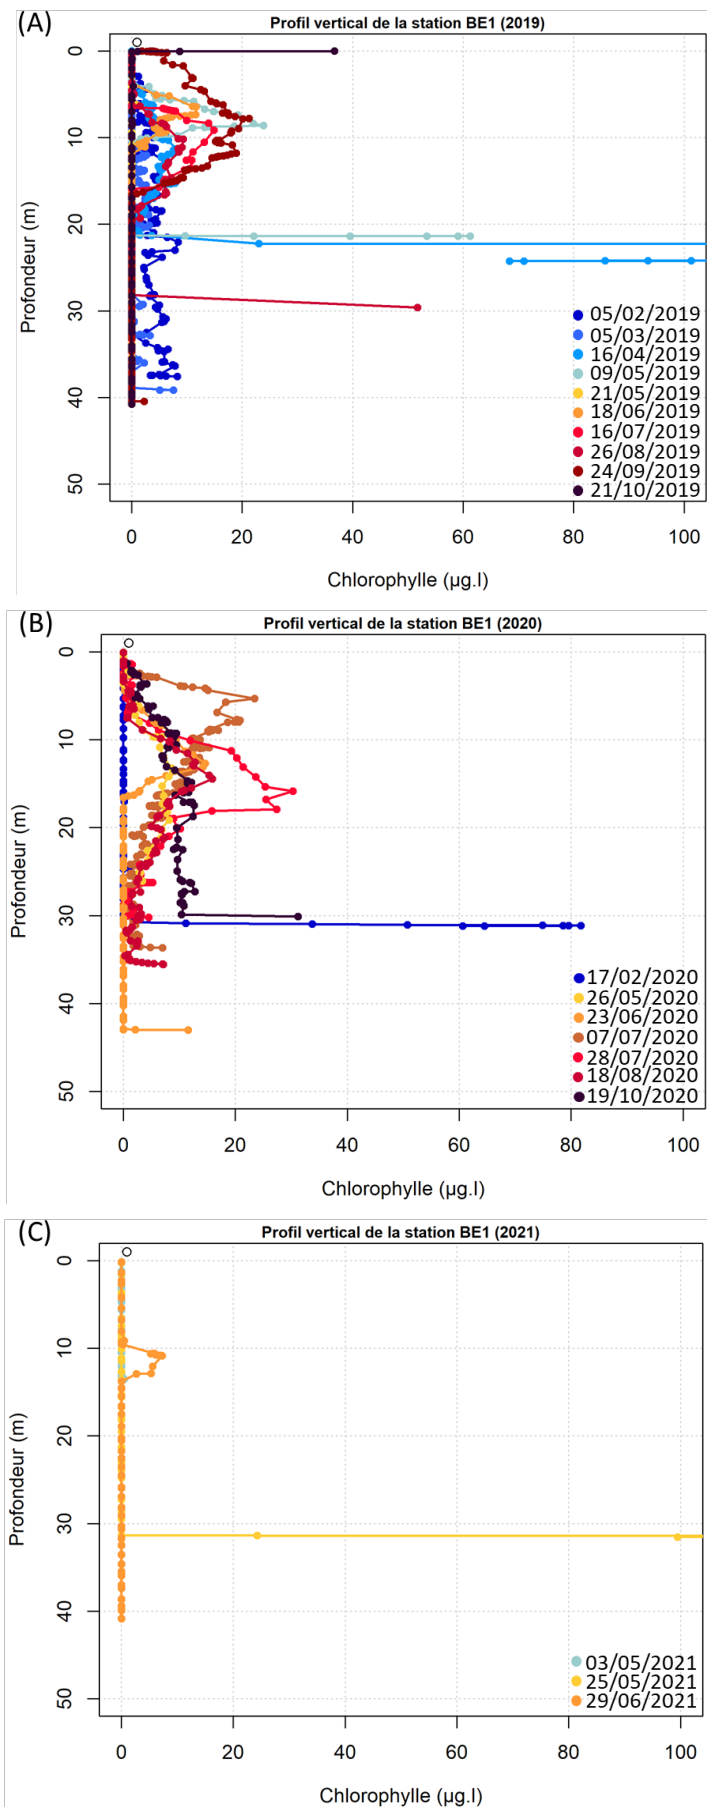 (A)
Profil vertical de la station BE1 (2019)
Profondeur (m)
0
10
20
30
40
50
05/02/2019
05/03/2019
16/04/2019
09/05/2019
21/05/2019
18/06/2019
16/07/2019
26/08/2019
24/09/2019
21/10/2019
0 20 40 60 80 100
Chlorophylle (µg.l)
(B)
Profil vertical de la station BE1 (2020)
Profondeur (m)
0
10
20
30
40
50
17/02/2020
26/05/2020
23/06/2020
07/07/2020
28/07/2020
18/08/2020
19/10/2020
0 20 40 60 80 100
Chlorophylle (µg.l)
(C)
Profil vertical de la station BE1 (2021)
Profondeur (m)
0
10
20
30
40
50
03/05/2021
25/05/2021
29/06/2021
0 20 40 60 80 100
Chlorophylle (µg.l)